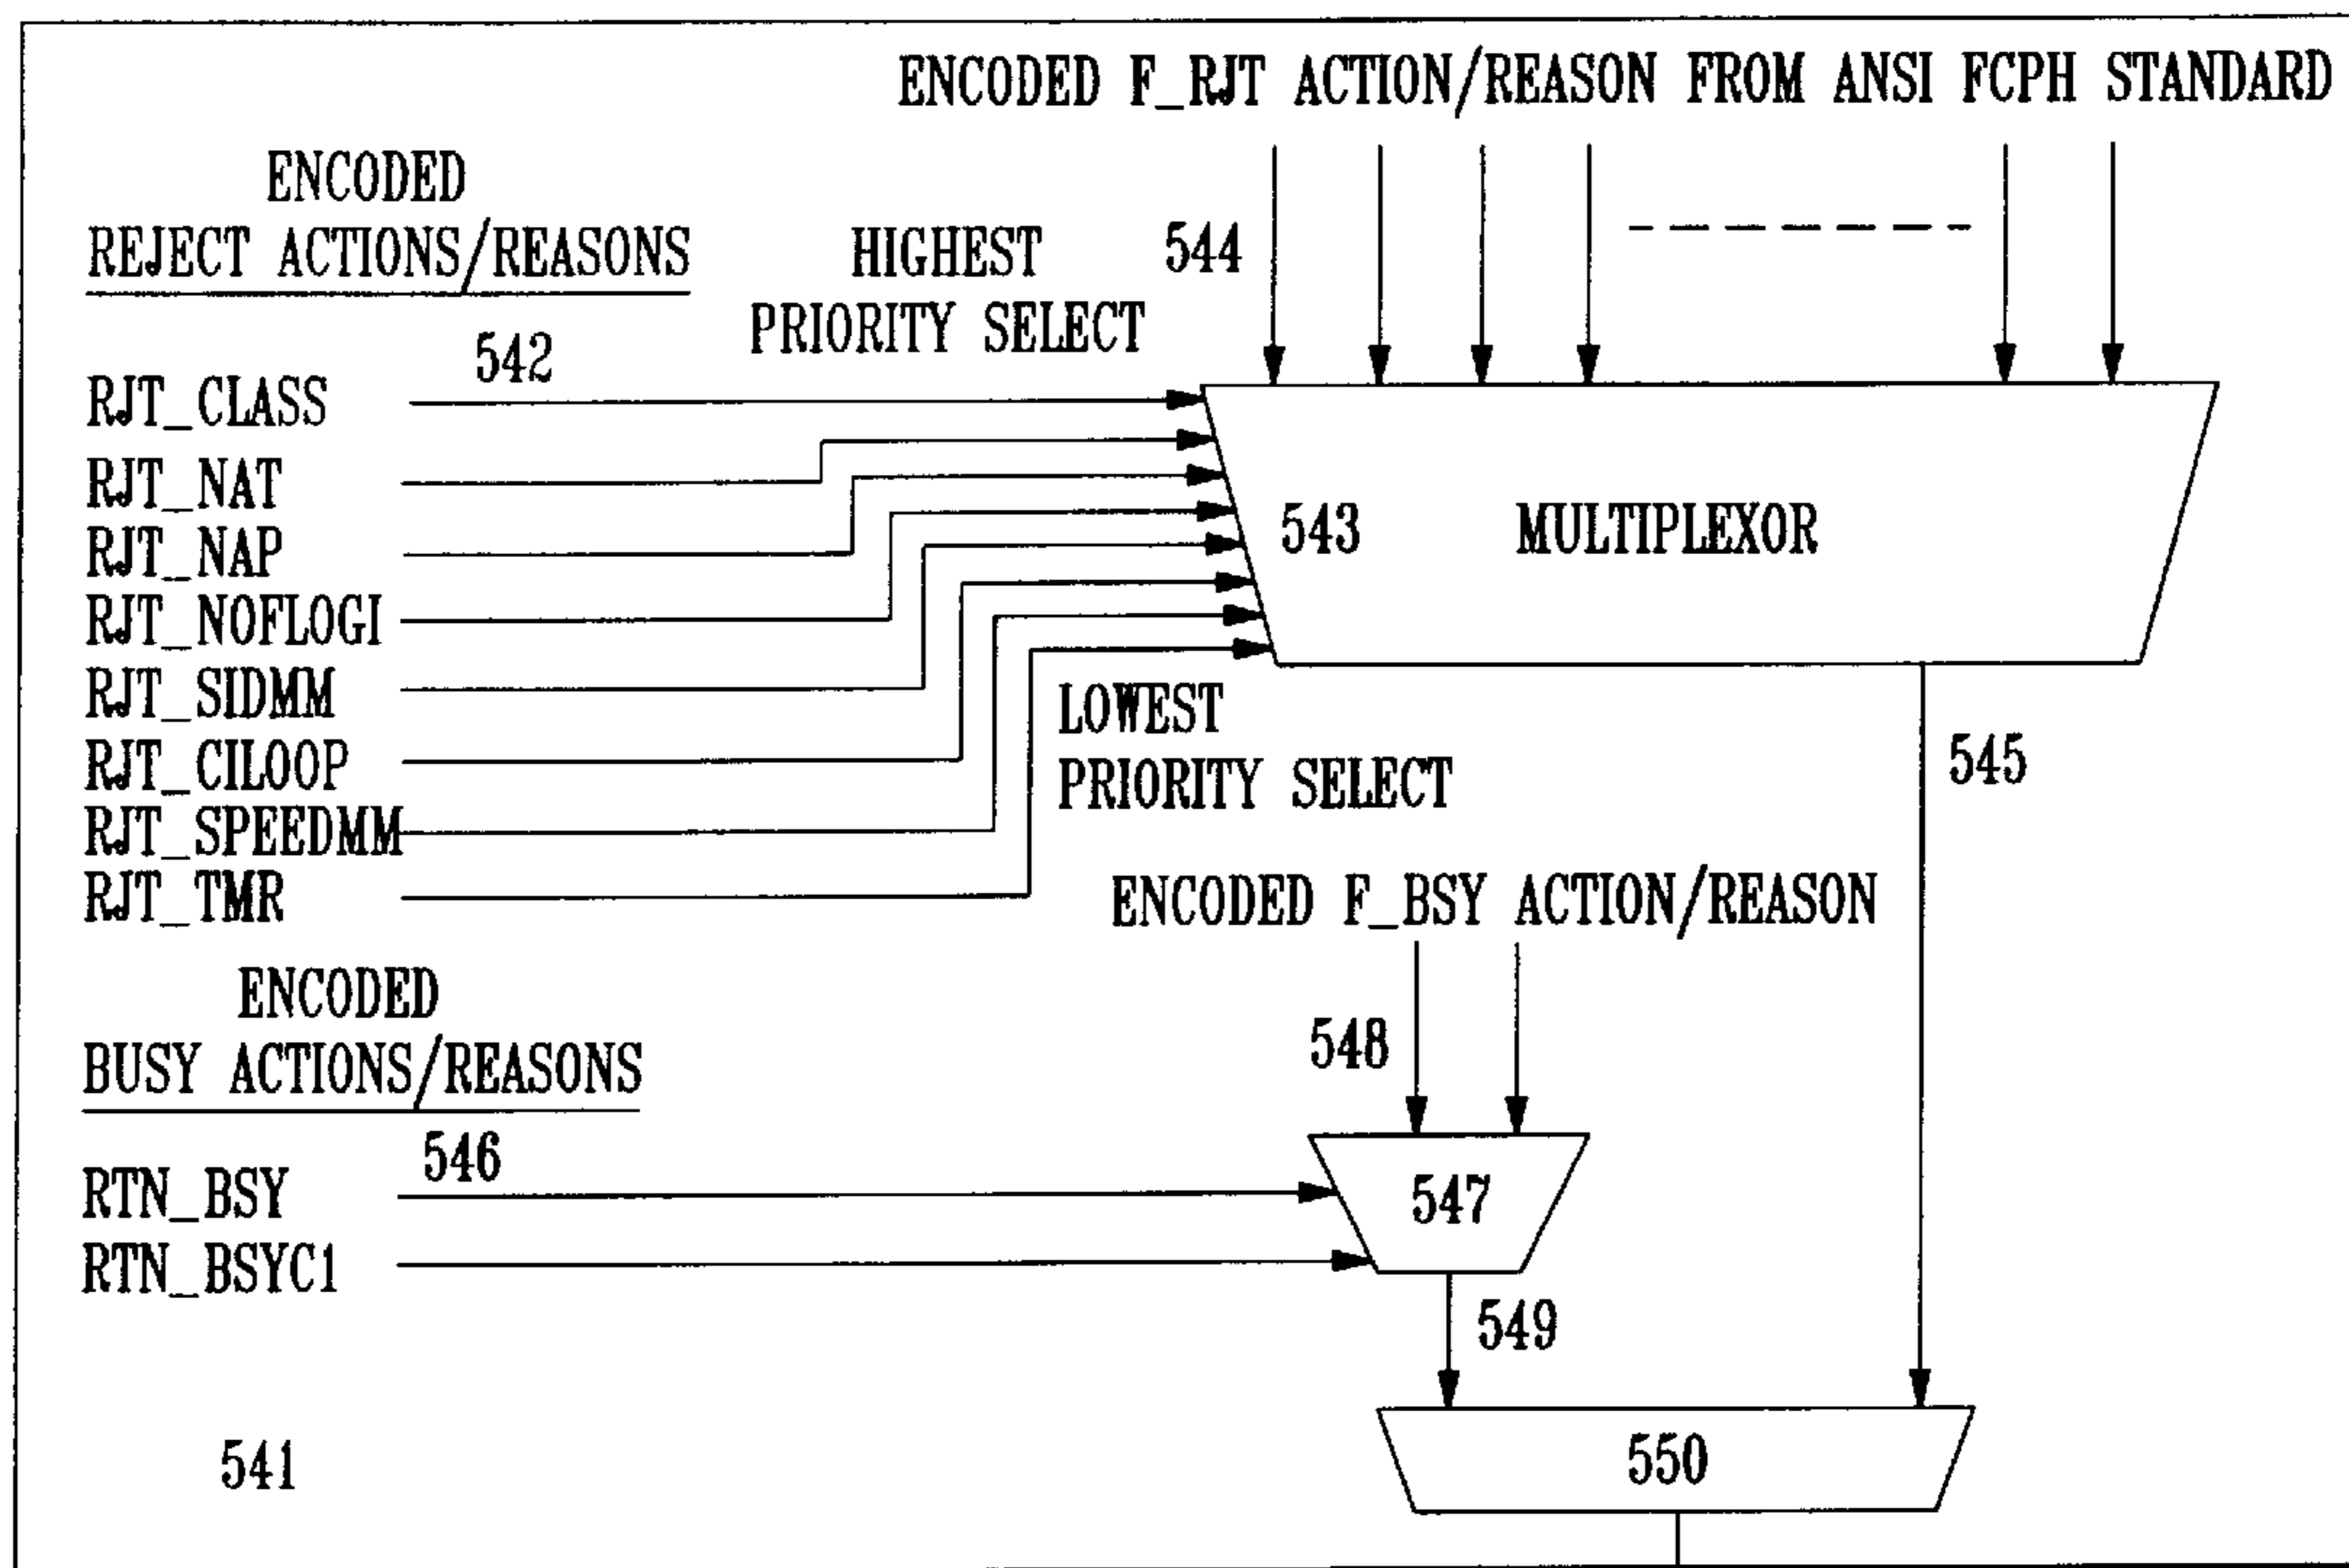 ENCODED F_RJT ACTION/REASON FROM ANSI FCPH STANDARD
ENCODED
REJECT ACTIONS/REASONS
542
HIGHEST
PRIORITY SELECT
544
RJT_CLASS
RJT_NAT
RJT_NAP
RJT_NOFLOGI
RJT_SIDMM
RJT_CILOOP
RJT_SPEEDMM
RJT_TMR
543
MULTIPLEXOR
LOWEST
PRIORITY SELECT
545
ENCODED F_BSY ACTION/REASON
548
ENCODED
BUSY ACTIONS/REASONS
546
RTN_BSY
RTN_BSYC1
547
549
550
541